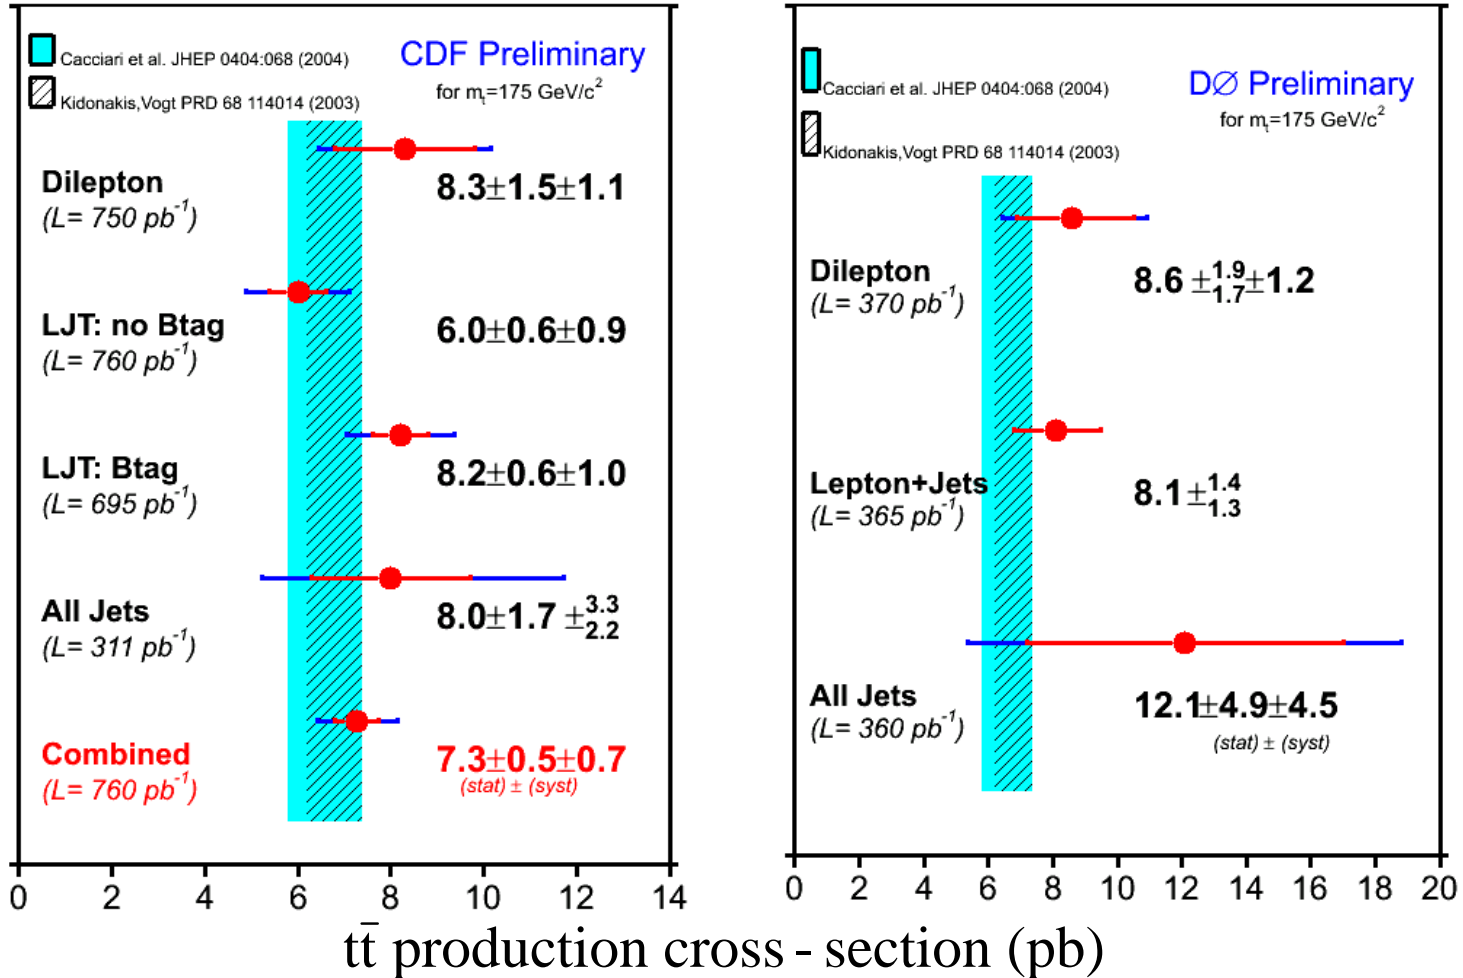 Cacciari et al. JHEP 0404:068 (2004)
Kidonakis,Vogt PRD 68 114014 (2003)
CDF Preliminary
for mₜ=175 GeV/c²
Dilepton
(L= 750 pb⁻¹)
8.3±1.5±1.1
LJT: no Btag
(L= 760 pb⁻¹)
6.0±0.6±0.9
LJT: Btag
(L= 695 pb⁻¹)
8.2±0.6±1.0
All Jets
(L= 311 pb⁻¹)
8.0±1.7 ±3.3 2.2
Combined
(L= 760 pb⁻¹)
7.3±0.5±0.7
(stat) ± (syst)
0 2 4 6 8 10 12 14
Cacciari et al. JHEP 0404:068 (2004)
Kidonakis,Vogt PRD 68 114014 (2003)
DØ Preliminary
for mₜ=175 GeV/c²
Dilepton
(L= 370 pb⁻¹)
8.6 ±1.9 1.7±1.2
Lepton+Jets
(L= 365 pb⁻¹)
8.1 ±1.4 1.3
All Jets
(L= 360 pb⁻¹)
12.1±4.9±4.5
(stat) ± (syst)
0 2 4 6 8 10 12 14 16 18 20
tt̄ production cross - section (pb)